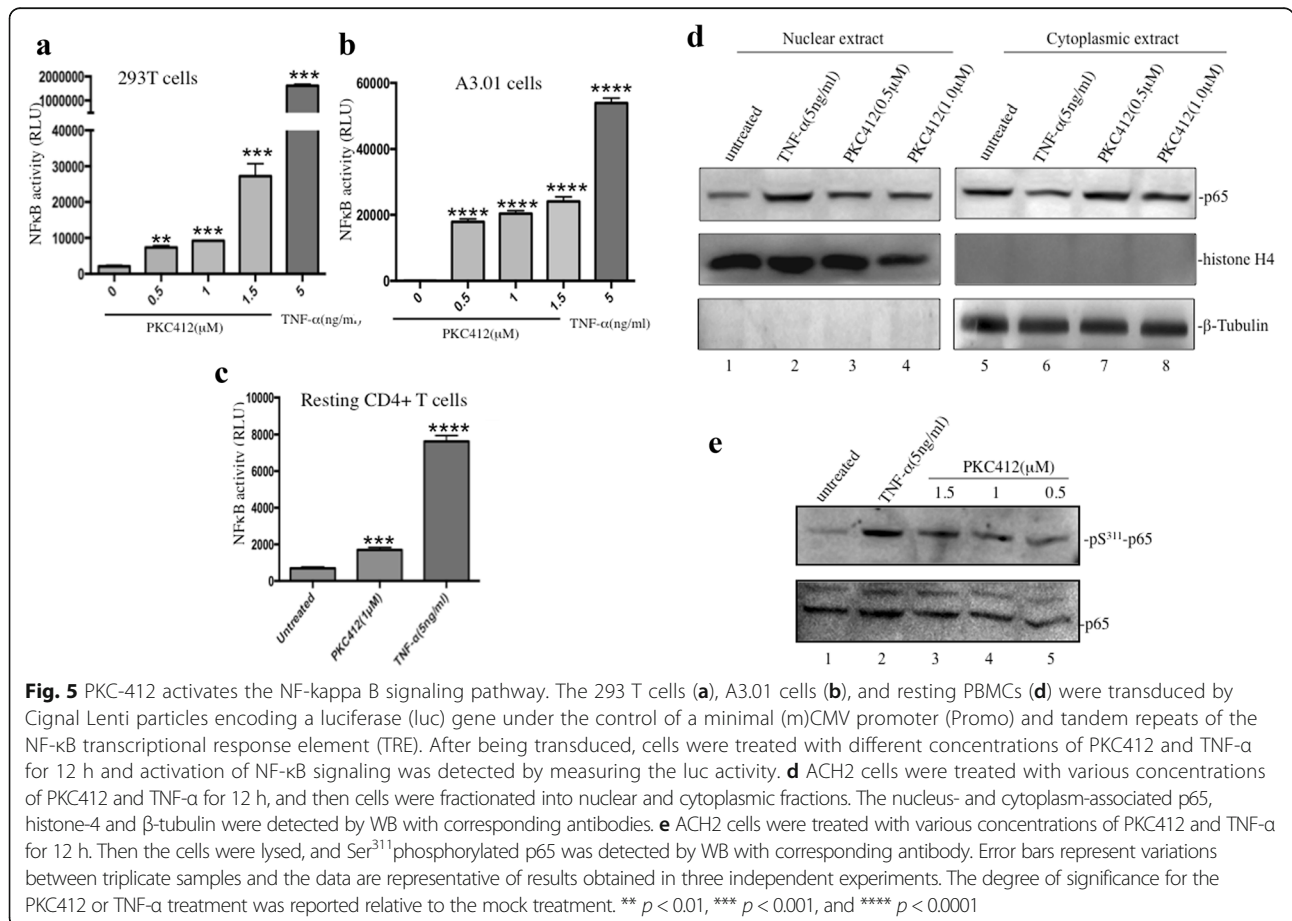 a
293T cells
NFκB activity (RLU)
2000000
1000000
40000
30000
20000
10000
0
**
***
***
***
0
0.5
1
1.5
5
PKC412(μM)
TNF-α(ng/ml)
b
A3.01 cells
NFκB activity (RLU)
60000
40000
20000
0
****
****
****
****
0
0.5
1
1.5
5
PKC412(μM)
TNF-α(ng/ml)
c
Resting CD4+ T cells
NFκB activity (RLU)
10000
8000
6000
4000
2000
0
***
****
Untreated
PKC412(1μM)
TNF-α(5ng/ml)
d
Nuclear extract
Cytoplasmic extract
untreated
TNF-α(5ng/ml)
PKC412(0.5μM)
PKC412(1.0μM)
untreated
TNF-α(5ng/ml)
PKC412(0.5μM)
PKC412(1.0μM)
-p65
-histone H4
-β-Tubulin
1 2 3 4 5 6 7 8
e
untreated
TNF-α(5ng/ml)
PKC412(μM)
1.5 1 0.5
-pS³¹¹-p65
-p65
1 2 3 4 5
Fig. 5 PKC-412 activates the NF-kappa B signaling pathway. The 293 T cells (a), A3.01 cells (b), and resting PBMCs (d) were transduced by
Cignal Lenti particles encoding a luciferase (luc) gene under the control of a minimal (m)CMV promoter (Promo) and tandem repeats of the
NF-κB transcriptional response element (TRE). After being transduced, cells were treated with different concentrations of PKC412 and TNF-α
for 12 h and activation of NF-κB signaling was detected by measuring the luc activity. d ACH2 cells were treated with various concentrations
of PKC412 and TNF-α for 12 h, and then cells were fractionated into nuclear and cytoplasmic fractions. The nucleus- and cytoplasm-associated p65,
histone-4 and β-tubulin were detected by WB with corresponding antibodies. e ACH2 cells were treated with various concentrations of PKC412 and TNF-α
for 12 h. Then the cells were lysed, and Ser³¹¹phosphorylated p65 was detected by WB with corresponding antibody. Error bars represent variations
between triplicate samples and the data are representative of results obtained in three independent experiments. The degree of significance for the
PKC412 or TNF-α treatment was reported relative to the mock treatment. ** p < 0.01, *** p < 0.001, and **** p < 0.0001